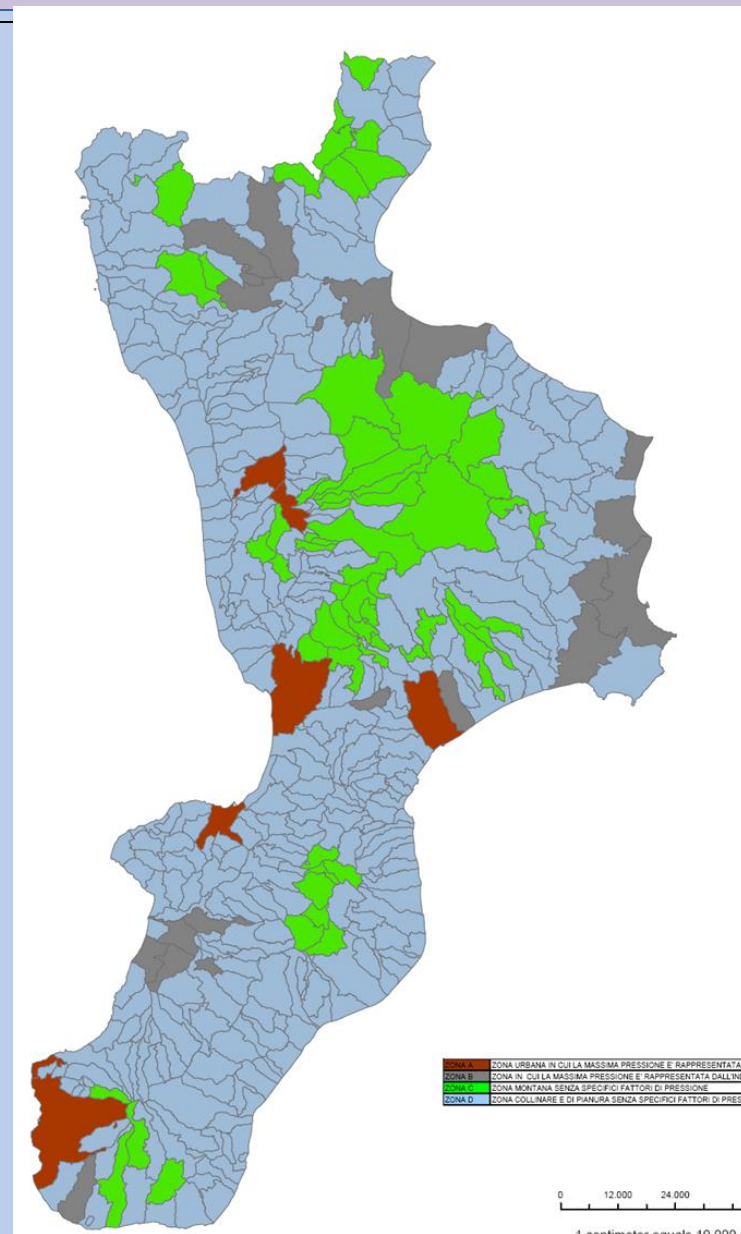 ZONA A ZONA URBANA IN CUI LA MASSIMA PRESSIONE E' RAPPRESENTATA
ZONA B ZONA IN CUI LA MASSIMA PRESSIONE E' RAPPRESENTATA DALL'IN
ZONA C ZONA MONTANA SENZA SPECIFICI FATTORI DI PRESSIONE
ZONA D ZONA COLLINARE E DI PIANURA SENZA SPECIFICI FATTORI DI PRES
0 12.000 24.000
1 centimeter equals 10.000